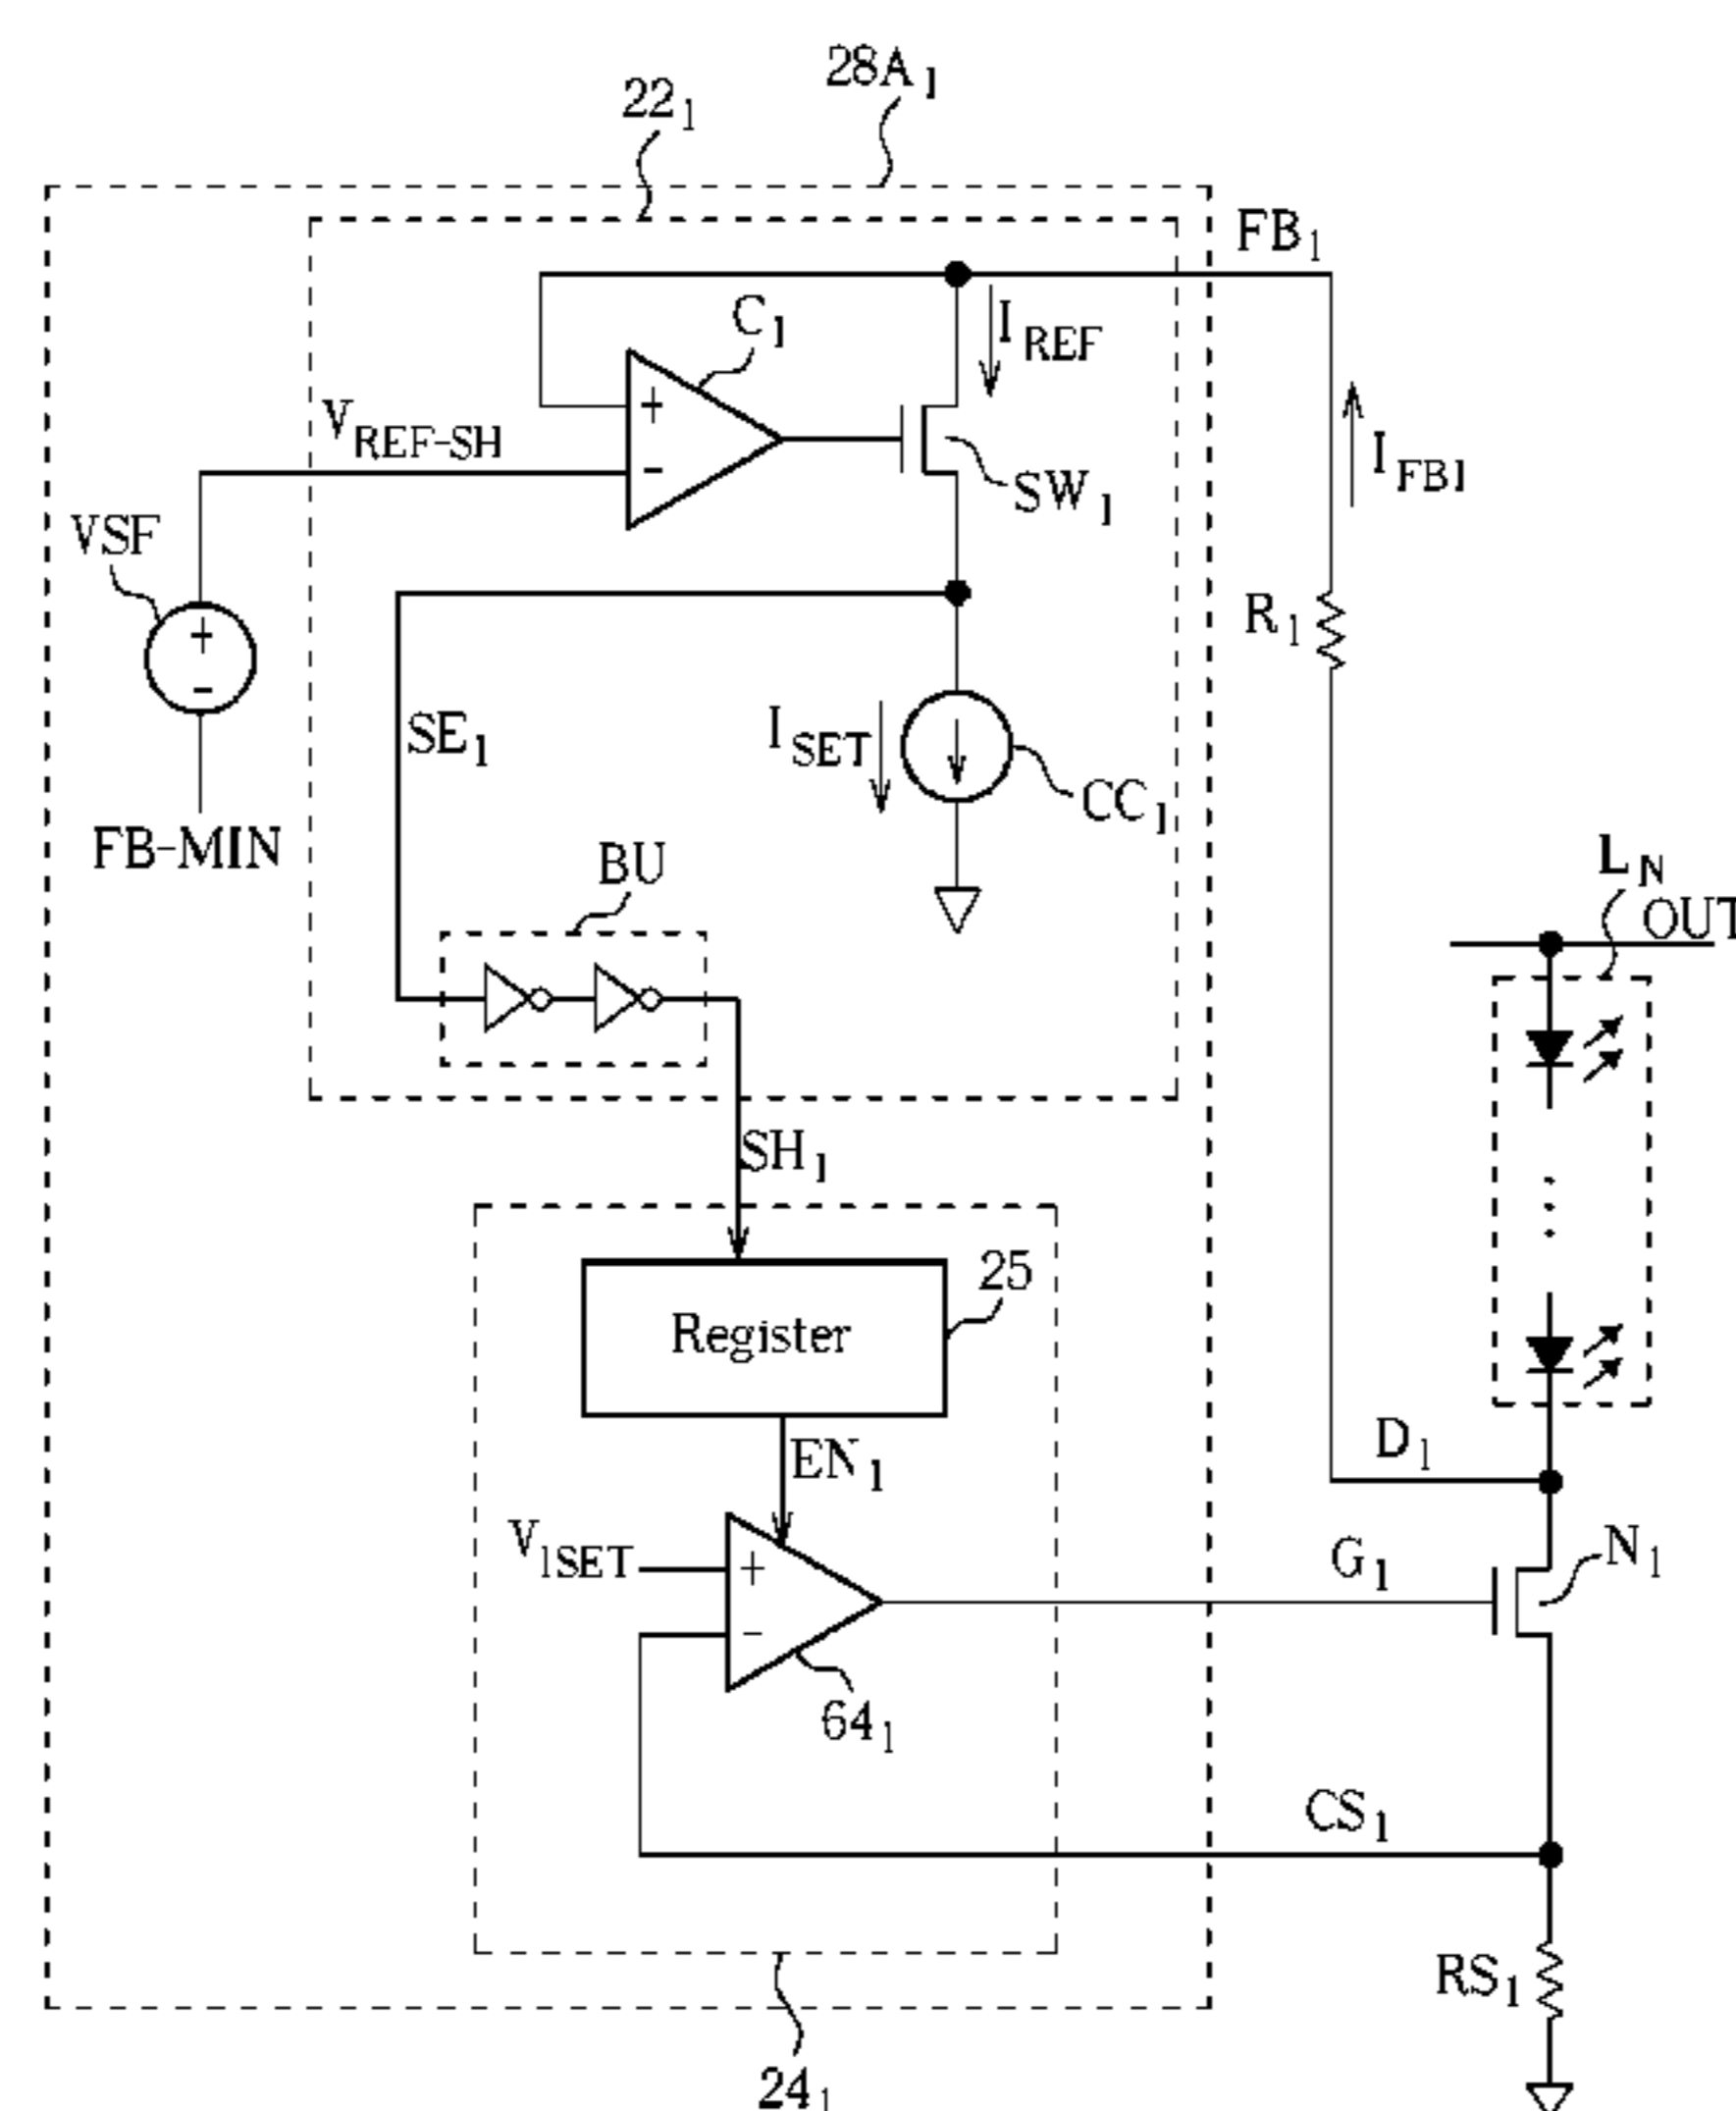 28A1
221
FB1
C1
IREF
VREF-SH
+
-
SW1
IFB1
VSF
+
-
R1
SE1
ISET
CC1
FB-MIN
BU
LN
OUT
SH1
25
Register
D1
EN1
V1SET
+
-
G1
N1
641
CS1
RS1
241